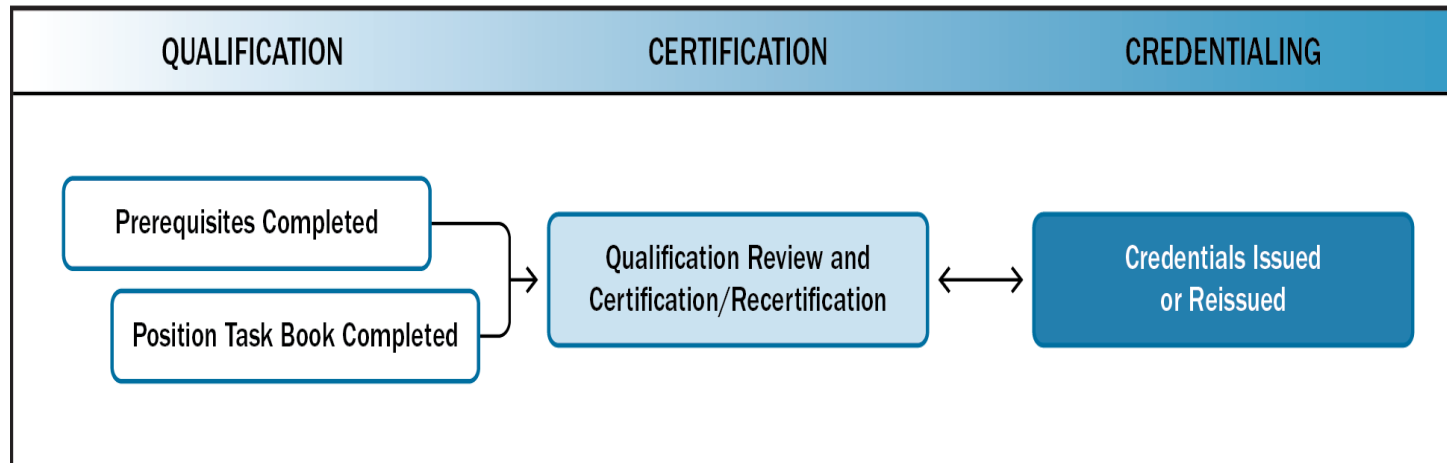 QUALIFICATION
CERTIFICATION
CREDENTIALING
Prerequisites Completed
Position Task Book Completed
Qualification Review and
Certification/Recertification
Credentials Issued
or Reissued